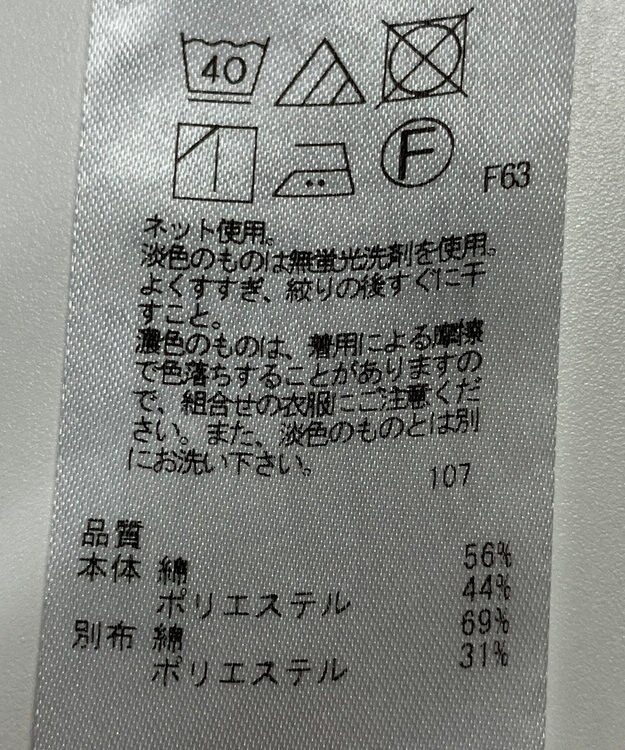 40
F
F63
ネット使用。
淡色のものは無蛍光洗剤を使用。
よくすすぎ、絞りの後すぐに干
すこと。
濃色のものは、着用による摩擦
で色落ちすることがありますの
で、組合せの衣服にご注意くだ
さい。また、淡色のものとは別
にお洗い下さい。
107
品質
本体 綿 56%
ポリエステル 44%
別布 綿 69%
ポリエステル 31%